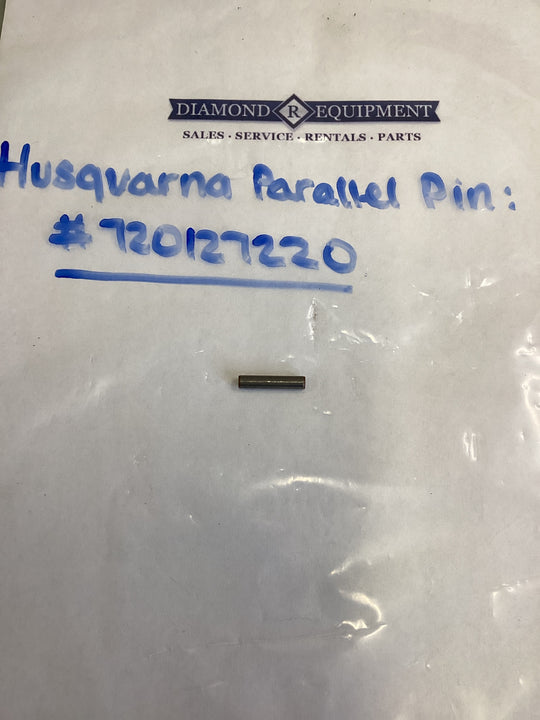 DIAMOND R EQUIPMENT
SALES · SERVICE · RENTALS · PARTS
Husqvarna Parallel Pin:
#720127220